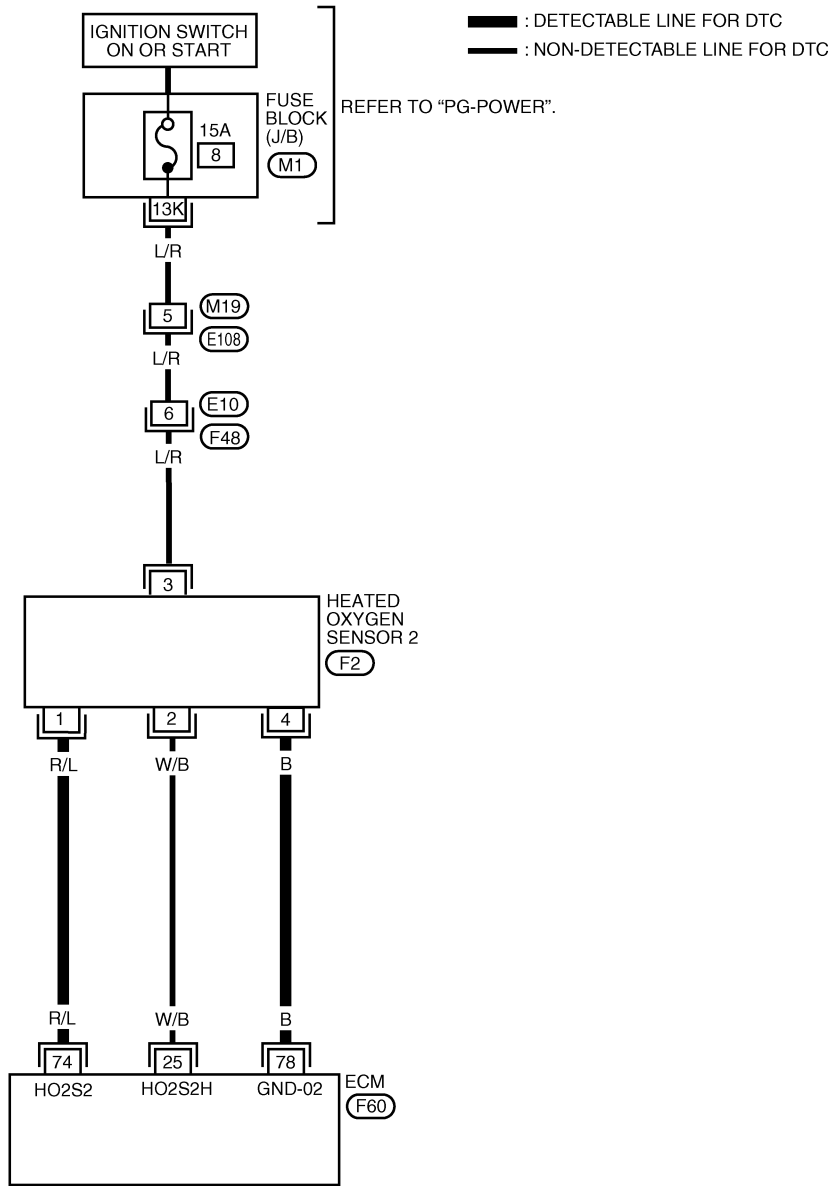 IGNITION SWITCH
ON OR START
: DETECTABLE LINE FOR DTC
: NON-DETECTABLE LINE FOR DTC
FUSE
BLOCK
(J/B)
M1
15A
8
REFER TO “PG-POWER”.
13K
L/R
5
M19
E108
L/R
6
E10
F48
L/R
3
HEATED
OXYGEN
SENSOR 2
F2
1 2 4
R/L W/B B
R/L W/B B
74 25 78
HO2S2 HO2S2H GND-02
ECM
F60